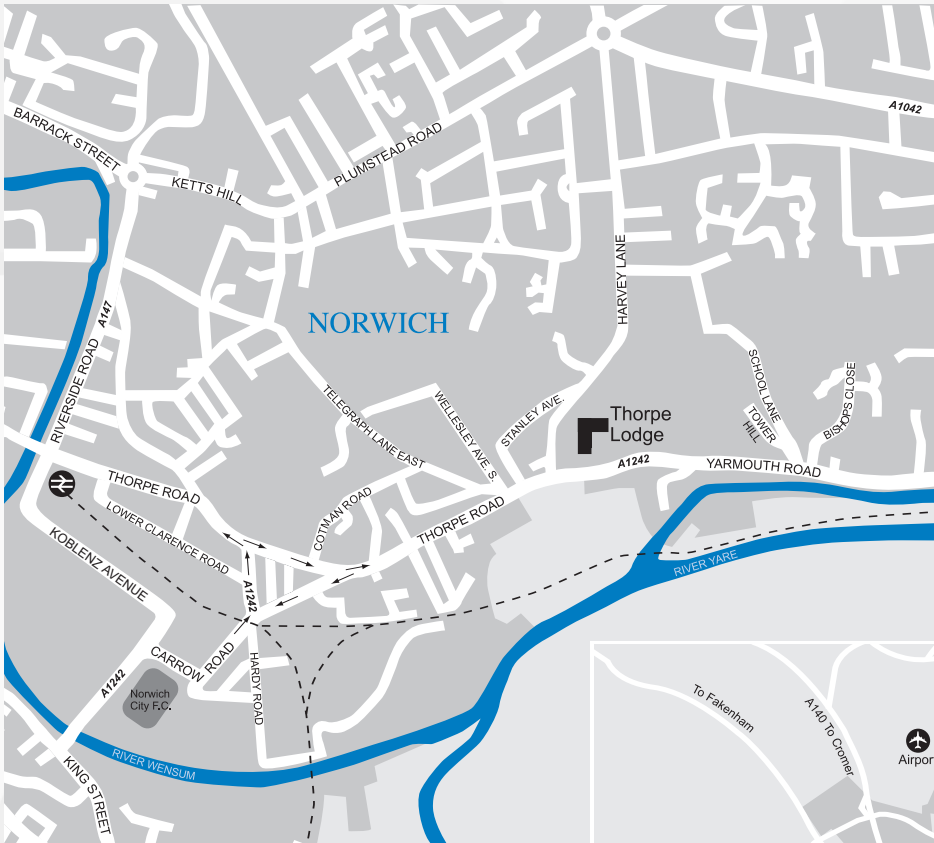 A1042
BARRACK STREET
PLUMSTEAD ROAD
KETTS HILL
HARVEY LANE
A147
NORWICH
RIVERSIDE ROAD
TELEGRAPH LANE EAST
WELLESLEY AVE. S.
STANLEY AVE.
SCHOOL LANE
TOWER
HILL
BISHOPS CLOSE
Thorpe
Lodge
A1242
YARMOUTH ROAD
THORPE ROAD
LOWER CLARENCE ROAD
COTMAN ROAD
THORPE ROAD
KOBLENZ AVENUE
RIVER YARE
A1242
CARROW
ROAD
HARDY ROAD
A1242
Norwich
City F.C.
To Fakenham
A140 To Cromer
Airpor
RIVER WENSUM
KING STREET